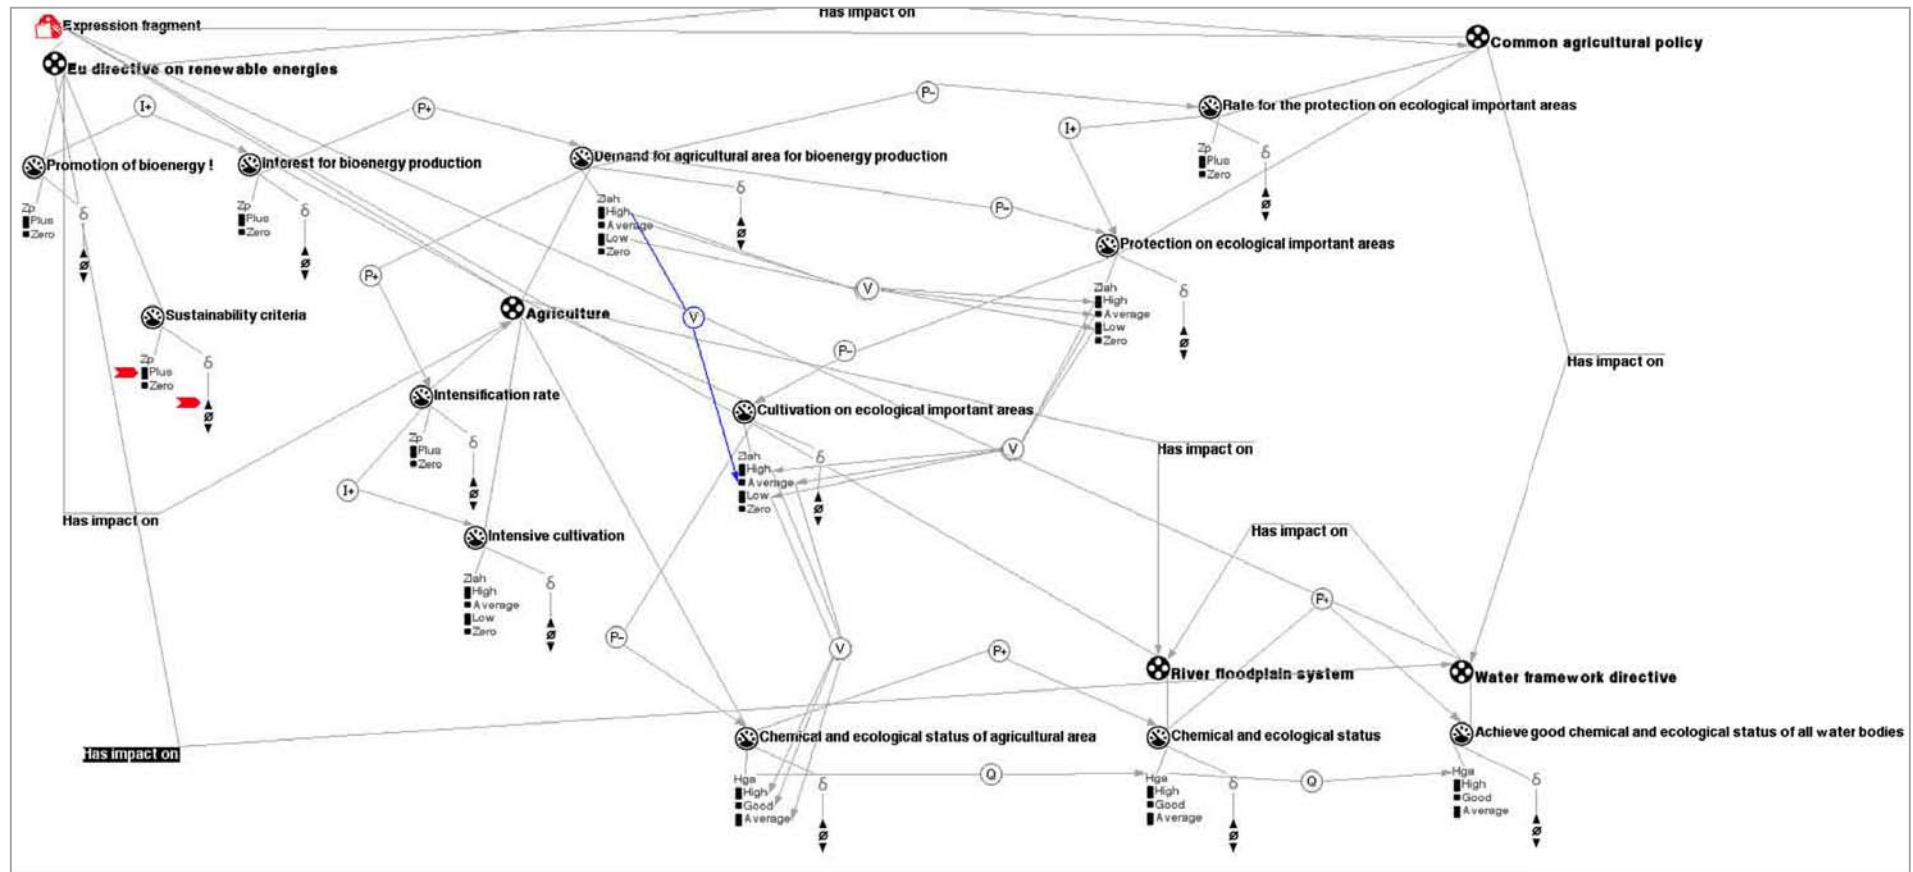 Has impact on
Expression fragment
Common agricultural policy
Eu directive on renewable energies
P-
I+
P+
Rate for the protection on ecological important areas
I+
Zp
Plus
Zero
δ
Promotion of bioenergy !
Interest for bioenergy production
Demand for agricultural area for bioenergy production
Zp
Plus
Zero
δ
Zp
Plus
Zero
δ
Zlah
High
Average
Low
Zero
δ
P-
Protection on ecological important areas
P+
V
Zlah
High
Average
Low
Zero
δ
Sustainability criteria
Agriculture
V
Zp
Plus
Zero
δ
P-
Has impact on
Intensification rate
Cultivation on ecological important areas
Zp
Plus
Zero
δ
Zlah
High
Average
Low
Zero
δ
V
Has impact on
I+
Has impact on
Has impact on
Intensive cultivation
Zlah
High
Average
Low
Zero
δ
P+
P-
V
P+
River floodplain system
Water framework directive
Has impact on
Chemical and ecological status of agricultural area
Chemical and ecological status
Achieve good chemical and ecological status of all water bodies
Hga
High
Good
Average
δ
Q
Hga
High
Good
Average
δ
Q
Hga
High
Good
Average
δ